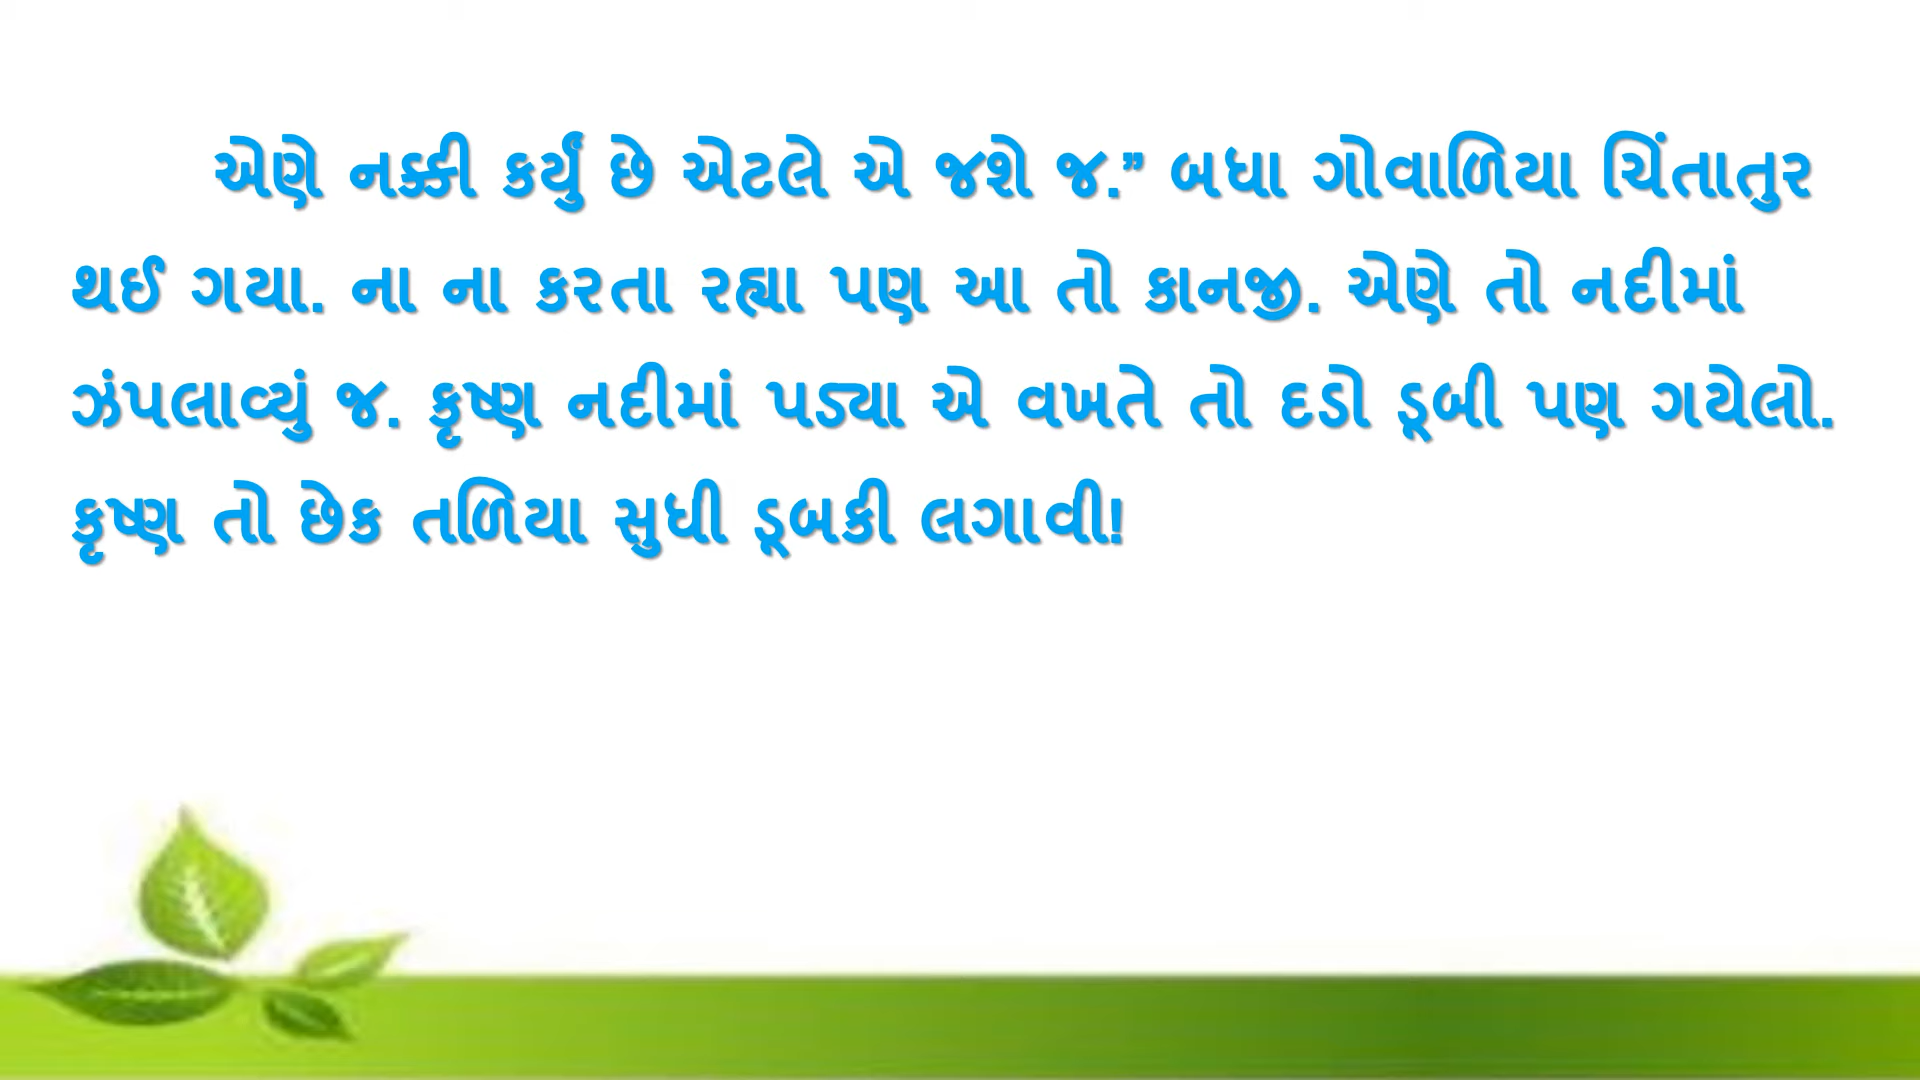 એણે નક્કી કર્યું છે એટલે એ જશે જ.” બધા ગોવાળિયા ચિંતાતુર
થઈ ગયા. ના ના કરતા રહ્યા પણ આ તો કાનજી. એણે તો નદીમાં
ઝંપલાવ્યું જ. કૃષ્ણ નદીમાં પડ્યા એ વખતે તો દડો ડૂબી પણ ગયેલો.
કૃષ્ણ તો છેક તળિયા સુધી ડૂબકી લગાવી!